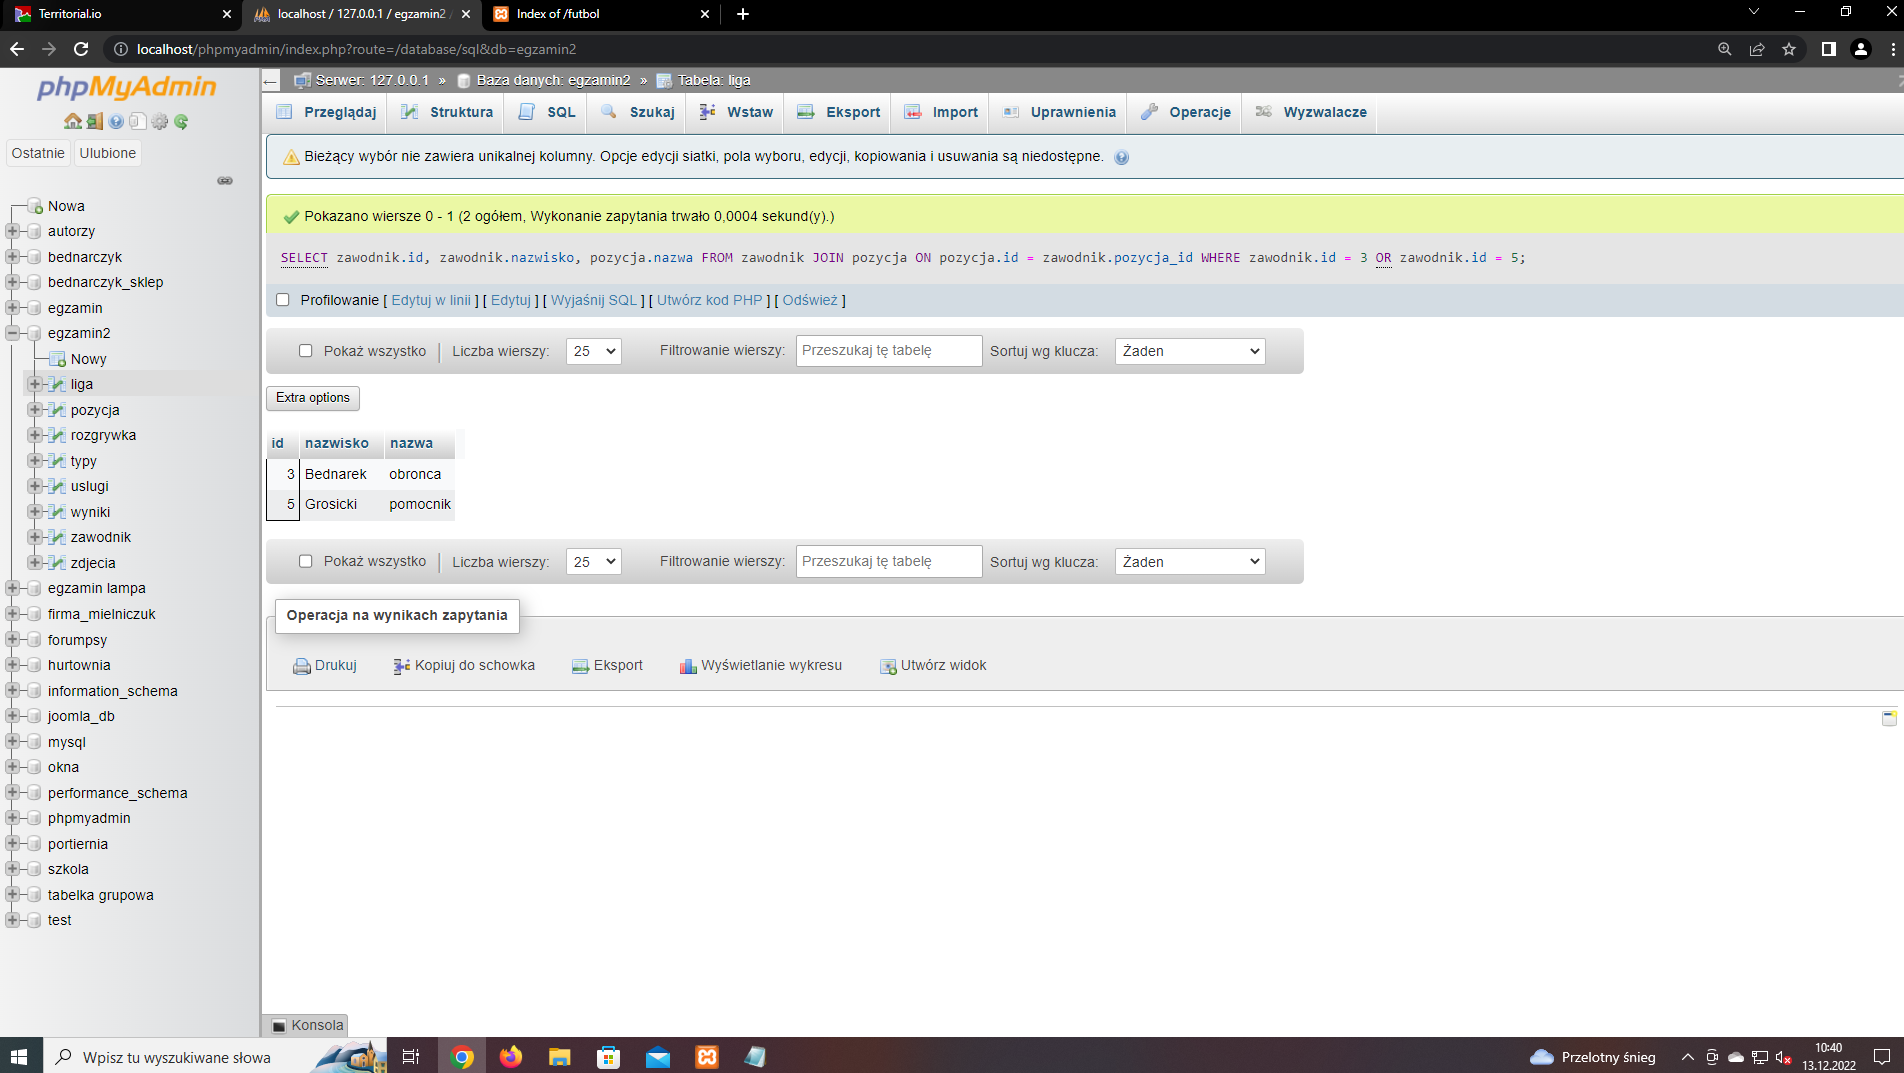 Territorial.io
localhost / 127.0.0.1 / egzamin2 /
Index of /futbol
localhost/phpmyadmin/index.php?route=/database/sql&db=egzamin2
phpMyAdmin
Ostatnie Ulubione
Nowa
autorzy
bednarczyk
bednarczyk_sklep
egzamin
egzamin2
Nowy
liga
pozycja
rozgrywka
typy
uslugi
wyniki
zawodnik
zdjecia
egzamin lampa
firma_mielniczuk
forumpsy
hurtownia
information_schema
joomla_db
mysql
okna
performance_schema
phpmyadmin
portiernia
szkola
tabelka grupowa
test
Serwer: 127.0.0.1 » Baza danych: egzamin2 » Tabela: liga
Przeglądaj Struktura SQL Szukaj Wstaw Eksport Import Uprawnienia Operacje Wyzwalacze
Bieżący wybór nie zawiera unikalnej kolumny. Opcje edycji siatki, pola wyboru, edycji, kopiowania i usuwania są niedostępne.
Pokazano wiersze 0 - 1 (2 ogółem, Wykonanie zapytania trwało 0,0004 sekund(y).)
SELECT zawodnik.id, zawodnik.nazwisko, pozycja.nazwa FROM zawodnik JOIN pozycja ON pozycja.id = zawodnik.pozycja_id WHERE zawodnik.id = 3 OR zawodnik.id = 5;
Profilowanie [ Edytuj w linii ] [ Edytuj ] [ Wyjaśnij SQL ] [ Utwórz kod PHP ] [ Odśwież ]
Pokaż wszystko Liczba wierszy: 25 Filtrowanie wierszy: Przeszukaj tę tabelę Sortuj wg klucza: Żaden
Extra options
id nazwisko nazwa
3 Bednarek obronca
5 Grosicki pomocnik
Pokaż wszystko Liczba wierszy: 25 Filtrowanie wierszy: Przeszukaj tę tabelę Sortuj wg klucza: Żaden
Operacja na wynikach zapytania
Drukuj Kopiuj do schowka Eksport Wyświetlanie wykresu Utwórz widok
Konsola
Wpisz tu wyszukiwane słowa
Przelotny śnieg
10:40
13.12.2022